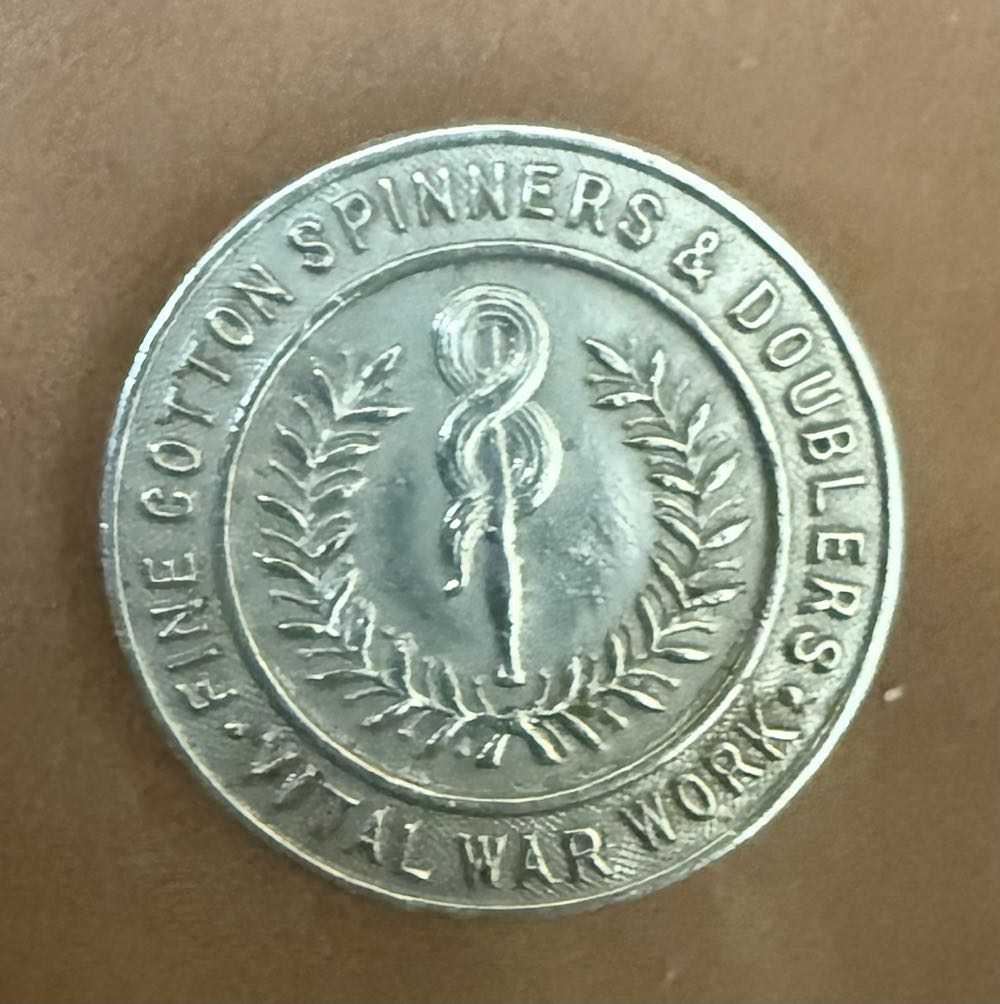 FINE COTTON SPINNERS & DOUBLERS
VITAL WAR WORK